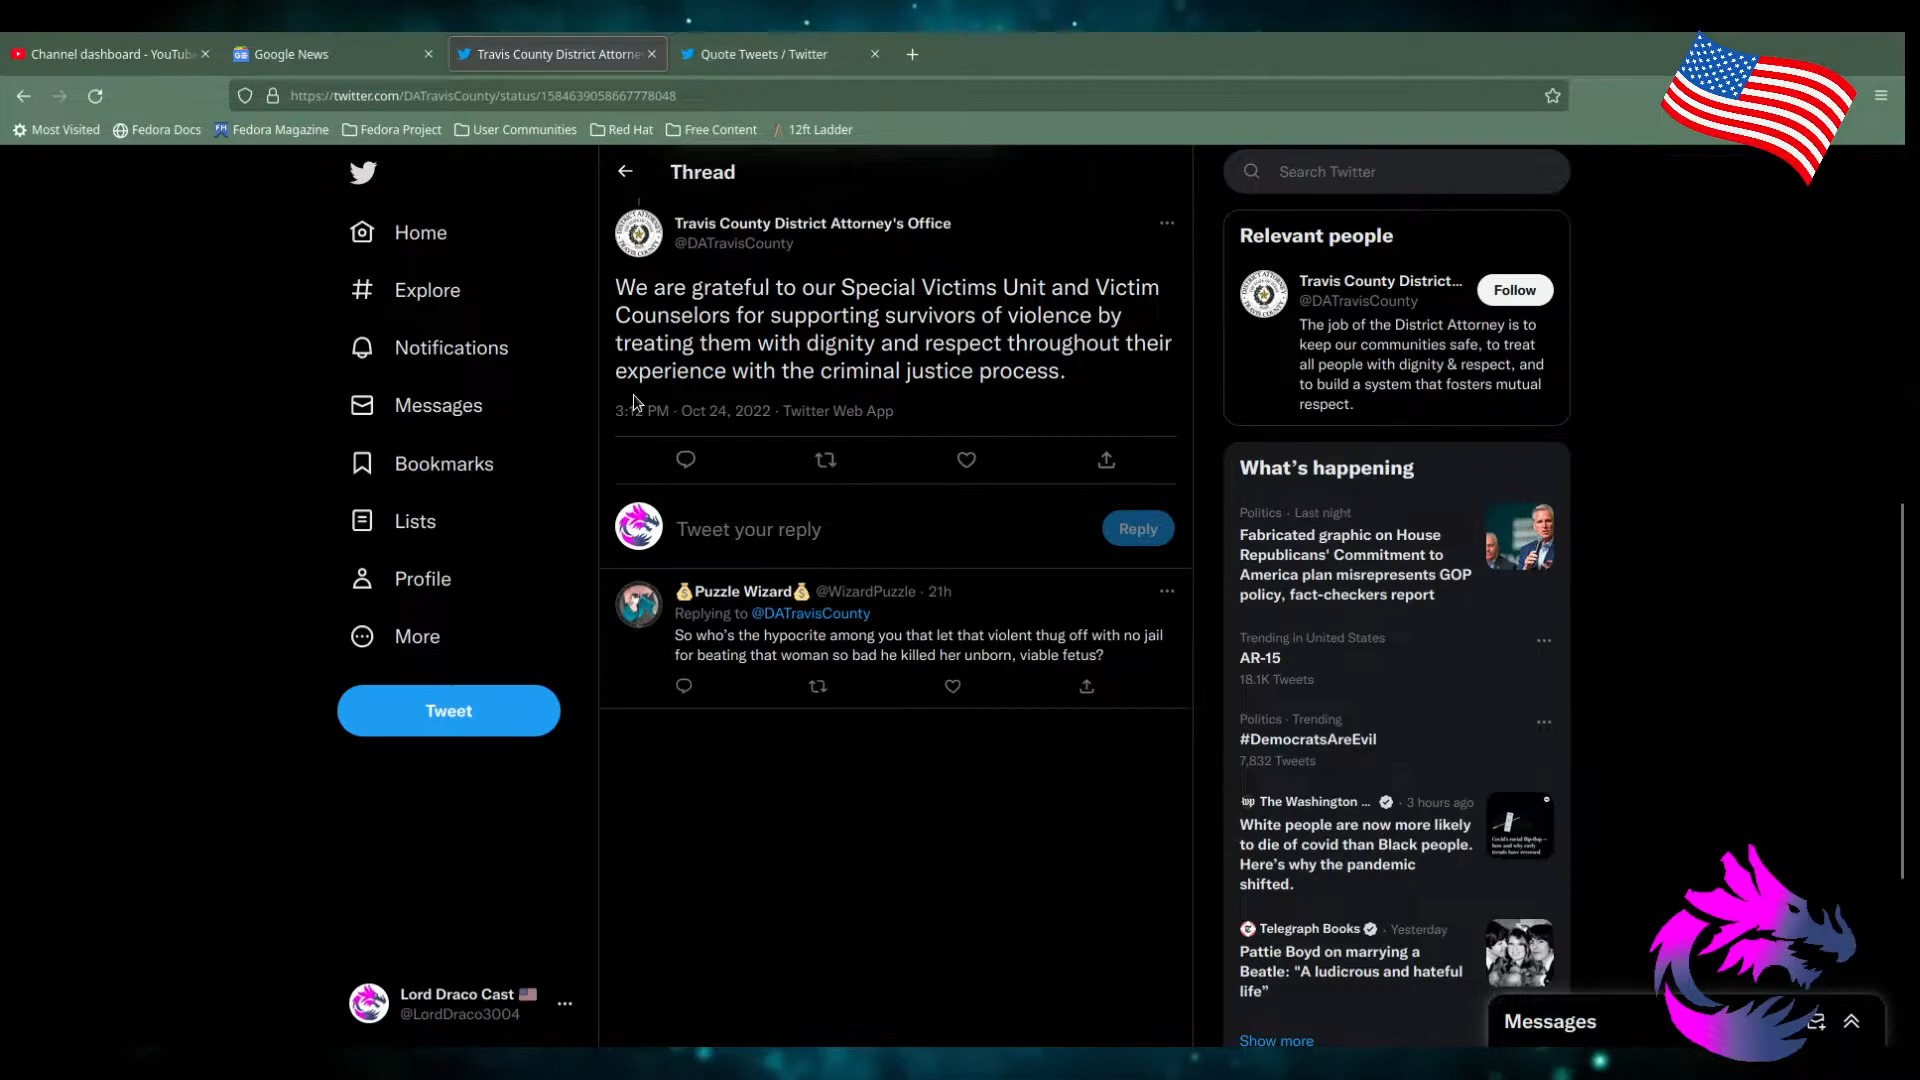 Channel dashboard - YouTube
Google News
Travis County District Attorne
Quote Tweets / Twitter
https://twitter.com/DATravisCounty/status/1584639058667778048
Most Visited
Fedora Docs
Fedora Magazine
Fedora Project
User Communities
Red Hat
Free Content
12ft Ladder
Home
Explore
Notifications
Messages
Bookmarks
Lists
Profile
More
Tweet
Lord Draco Cast
@LordDraco3004
Thread
Travis County District Attorney's Office
@DATravisCounty
We are grateful to our Special Victims Unit and Victim
Counselors for supporting survivors of violence by
treating them with dignity and respect throughout their
experience with the criminal justice process.
3:12 PM · Oct 24, 2022 · Twitter Web App
Tweet your reply
Reply
Puzzle Wizard @WizardPuzzle · 21h
Replying to @DATravisCounty
So who's the hypocrite among you that let that violent thug off with no jail
for beating that woman so bad he killed her unborn, viable fetus?
Search Twitter
Relevant people
Travis County District...
@DATravisCounty
Follow
The job of the District Attorney is to
keep our communities safe, to treat
all people with dignity & respect, and
to build a system that fosters mutual
respect.
What's happening
Politics · Last night
Fabricated graphic on House
Republicans' Commitment to
America plan misrepresents GOP
policy, fact-checkers report
Trending in United States
AR-15
18.1K Tweets
Politics · Trending
#DemocratsAreEvil
7,832 Tweets
The Washington ... · 3 hours ago
White people are now more likely
to die of covid than Black people.
Here's why the pandemic
shifted.
Telegraph Books · Yesterday
Pattie Boyd on marrying a
Beatle: "A ludicrous and hateful
life"
Show more
Messages